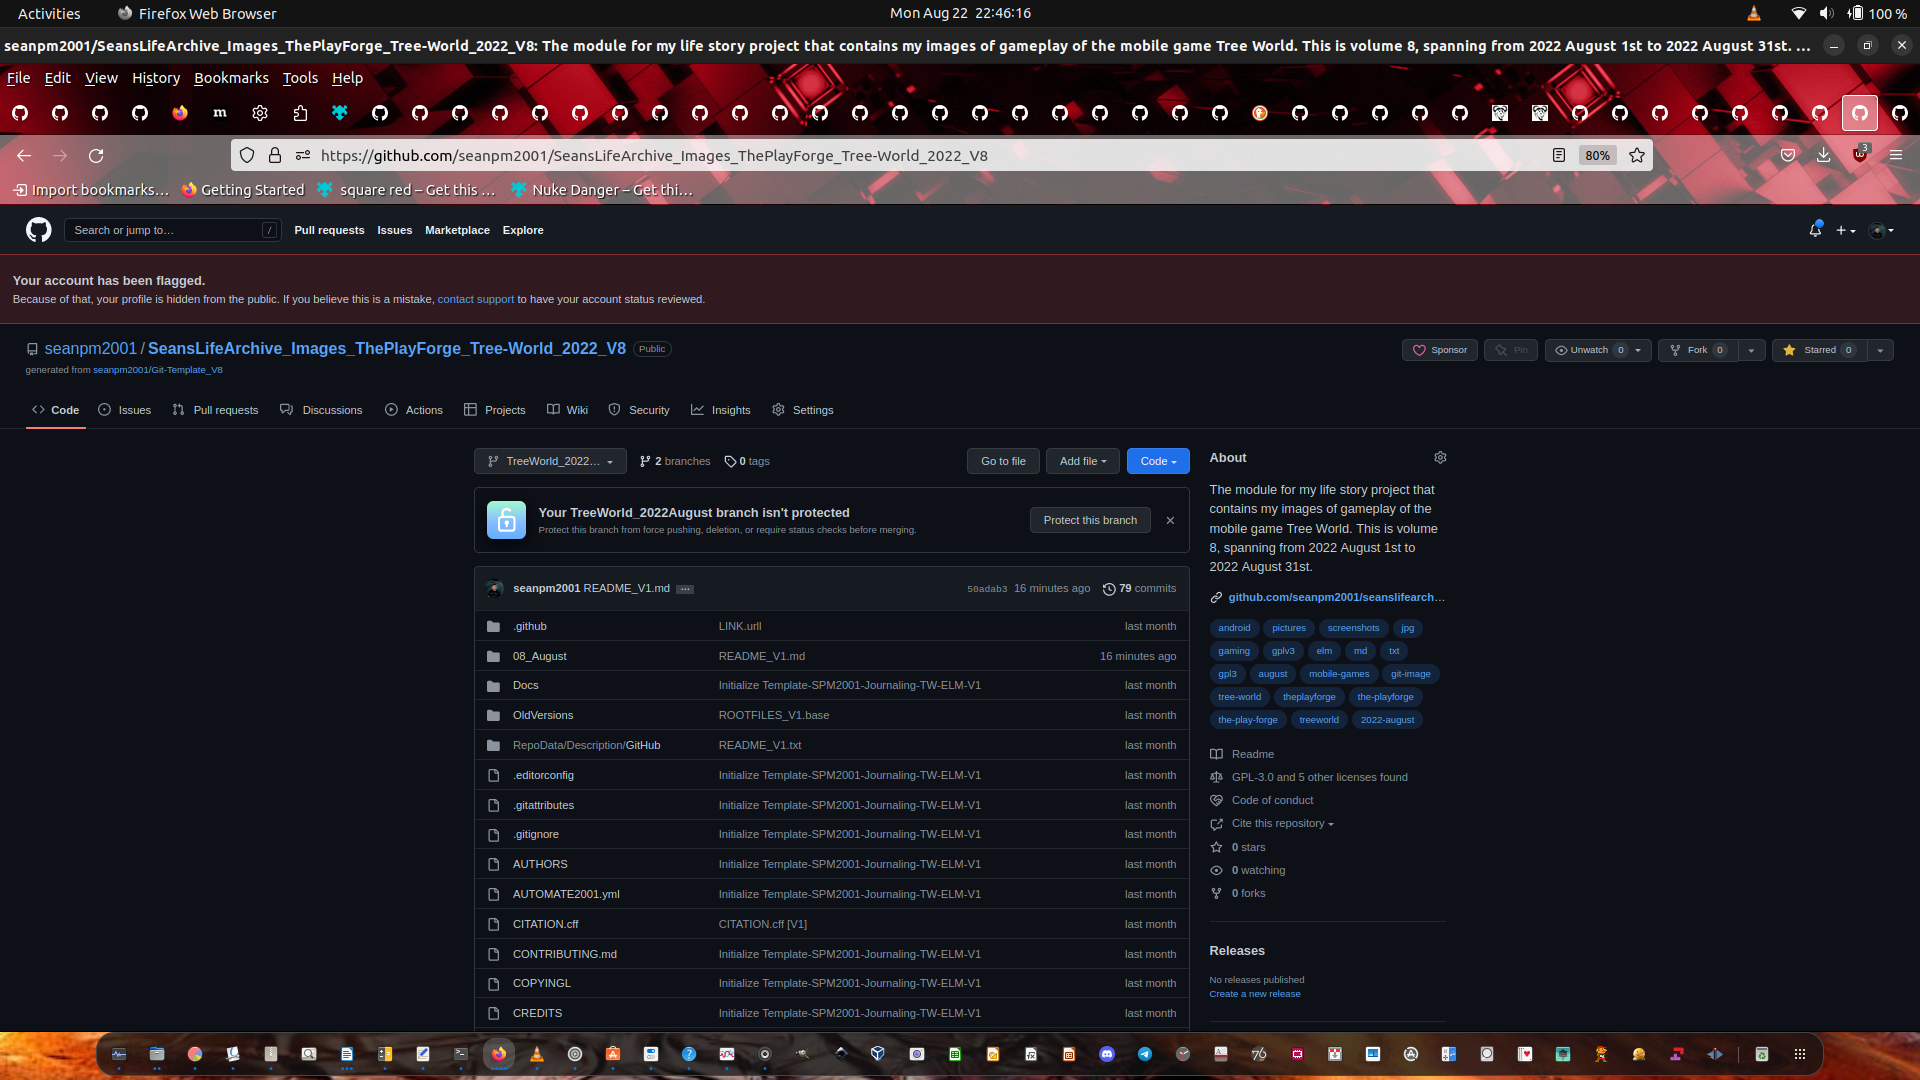 Activities Firefox Web Browser Mon Aug 22 22:46:16 100 %
seanpm2001/SeansLifeArchive_Images_ThePlayForge_Tree-World_2022_V8: The module for my life story project that contains my images of gameplay of the mobile game Tree World. This is volume 8, spanning from 2022 August 1st to 2022 August 31st. ...
File Edit View History Bookmarks Tools Help
https://github.com/seanpm2001/SeansLifeArchive_Images_ThePlayForge_Tree-World_2022_V8 80% 3
Import bookmarks... Getting Started square red – Get this ... Nuke Danger – Get thi...
Search or jump to... / Pull requests Issues Marketplace Explore
Your account has been flagged.
Because of that, your profile is hidden from the public. If you believe this is a mistake, contact support to have your account status reviewed.
seanpm2001 / SeansLifeArchive_Images_ThePlayForge_Tree-World_2022_V8 Public
Sponsor Pin Unwatch 0 Fork 0 Starred 0
generated from seanpm2001/Git-Template_V8
Code Issues Pull requests Discussions Actions Projects Wiki Security Insights Settings
TreeWorld_2022... 2 branches 0 tags Go to file Add file Code
Your TreeWorld_2022August branch isn't protected
Protect this branch from force pushing, deletion, or require status checks before merging.
Protect this branch
seanpm2001 README_V1.md ... 50adab3 16 minutes ago 79 commits
.github LINK.urll last month
08_August README_V1.md 16 minutes ago
Docs Initialize Template-SPM2001-Journaling-TW-ELM-V1 last month
OldVersions ROOTFILES_V1.base last month
RepoData/Description/GitHub README_V1.txt last month
.editorconfig Initialize Template-SPM2001-Journaling-TW-ELM-V1 last month
.gitattributes Initialize Template-SPM2001-Journaling-TW-ELM-V1 last month
.gitignore Initialize Template-SPM2001-Journaling-TW-ELM-V1 last month
AUTHORS Initialize Template-SPM2001-Journaling-TW-ELM-V1 last month
AUTOMATE2001.yml Initialize Template-SPM2001-Journaling-TW-ELM-V1 last month
CITATION.cff CITATION.cff [V1] last month
CONTRIBUTING.md Initialize Template-SPM2001-Journaling-TW-ELM-V1 last month
COPYINGL Initialize Template-SPM2001-Journaling-TW-ELM-V1 last month
CREDITS Initialize Template-SPM2001-Journaling-TW-ELM-V1 last month
About
The module for my life story project that
contains my images of gameplay of the
mobile game Tree World. This is volume
8, spanning from 2022 August 1st to
2022 August 31st.
github.com/seanpm2001/seanslifearch...
android pictures screenshots jpg
gaming gplv3 elm md txt
gpl3 august mobile-games git-image
tree-world theplayforge the-playforge
the-play-forge treeworld 2022-august
Readme
GPL-3.0 and 5 other licenses found
Code of conduct
Cite this repository
0 stars
0 watching
0 forks
Releases
No releases published
Create a new release